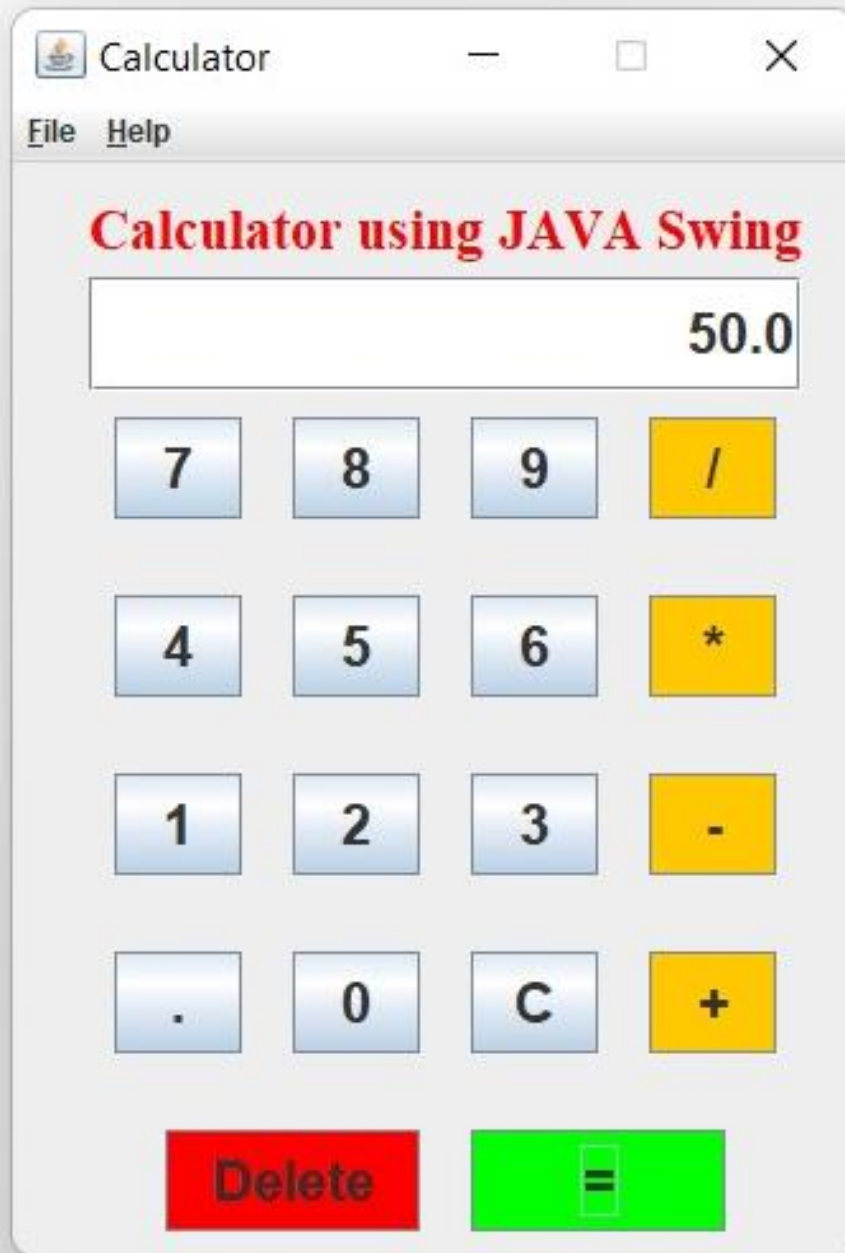 Calculator
File Help
Calculator using JAVA Swing
50.0
7 8 9 /
4 5 6 *
1 2 3 -
. 0 C +
Delete =